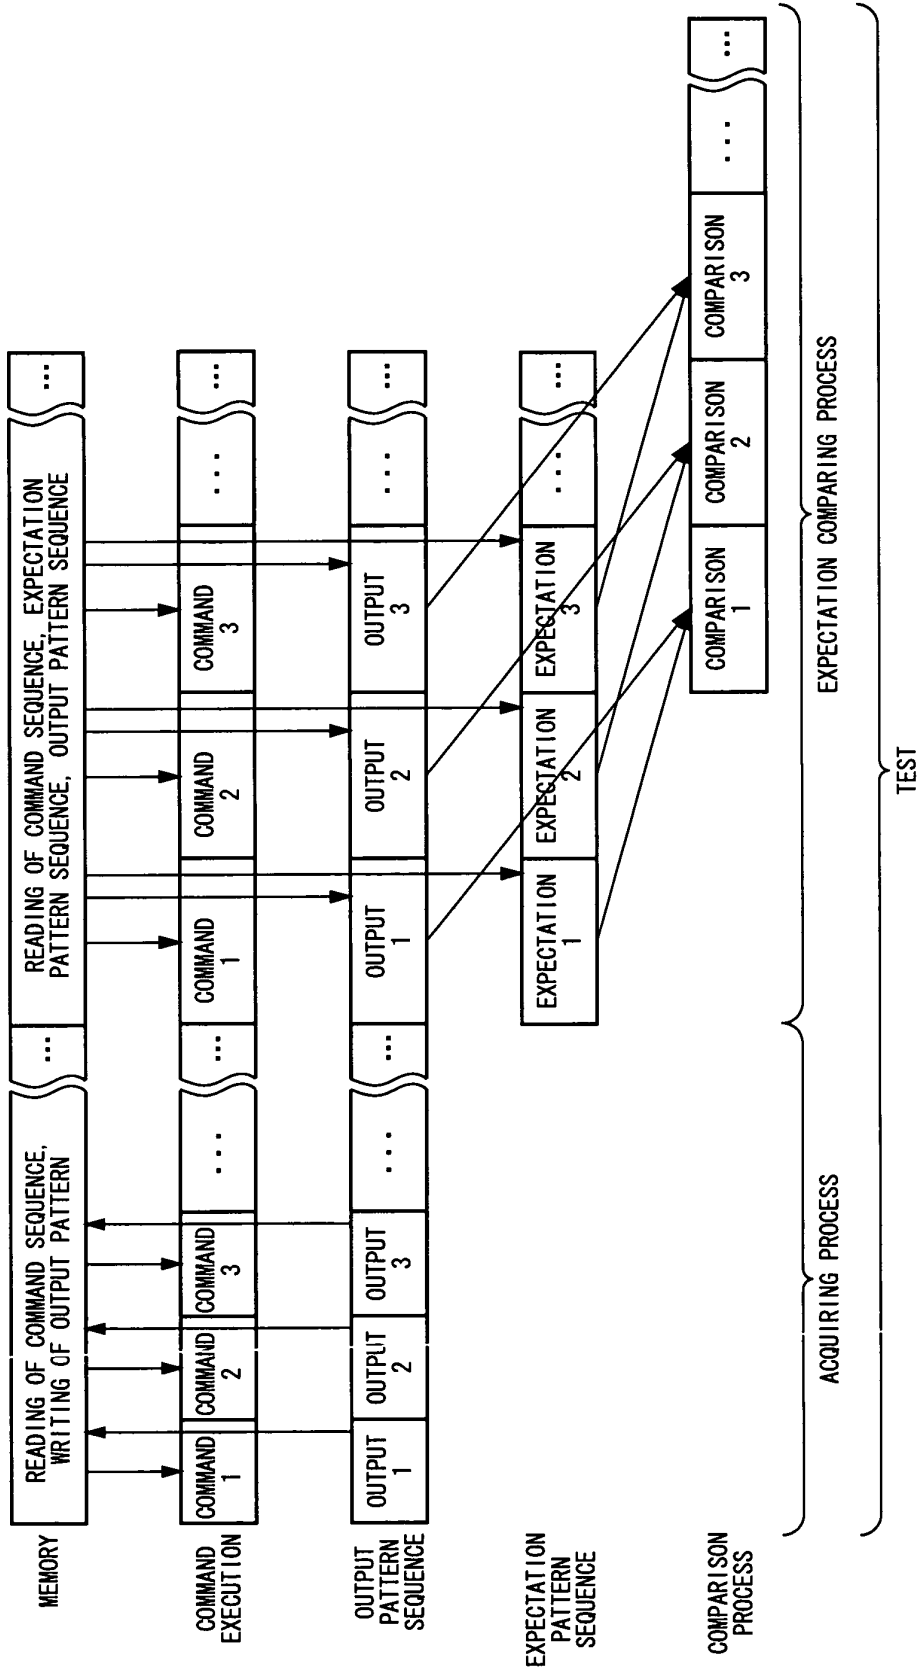 MEMORY
READING OF COMMAND SEQUENCE,
WRITING OF OUTPUT PATTERN
...
READING OF COMMAND SEQUENCE, EXPECTATION
PATTERN SEQUENCE, OUTPUT PATTERN SEQUENCE
...
COMMAND
EXECUTION
COMMAND
1
COMMAND
2
COMMAND
3
...
...
COMMAND
1
COMMAND
2
COMMAND
3
...
...
OUTPUT
PATTERN
SEQUENCE
OUTPUT
1
OUTPUT
2
OUTPUT
3
...
...
OUTPUT
1
OUTPUT
2
OUTPUT
3
...
...
EXPECTATION
PATTERN
SEQUENCE
EXPECTATION
1
EXPECTATION
2
EXPECTATION
3
...
...
COMPARISON
PROCESS
COMPARISON
1
COMPARISON
2
COMPARISON
3
...
...
ACQUIRING PROCESS
EXPECTATION COMPARING PROCESS
TEST